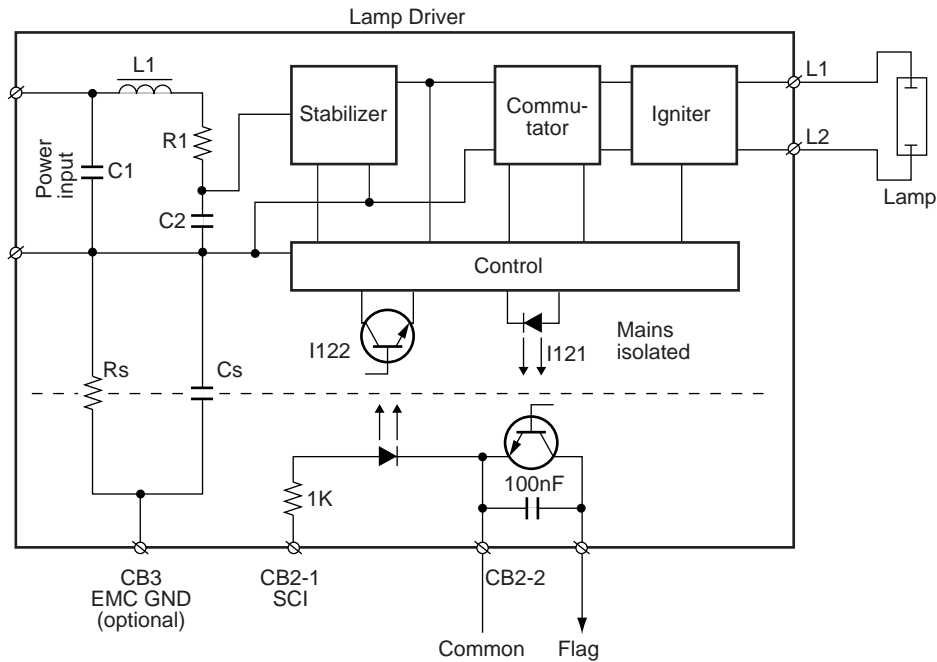 Lamp Driver
L1
R1
Power
input
C1
C2
Stabilizer
Commu-
tator
Igniter
L1
L2
Lamp
Control
I122
I121
Mains
isolated
Rs
Cs
1K
100nF
CB3
EMC GND
(optional)
CB2-1
SCI
CB2-2
Common
Flag